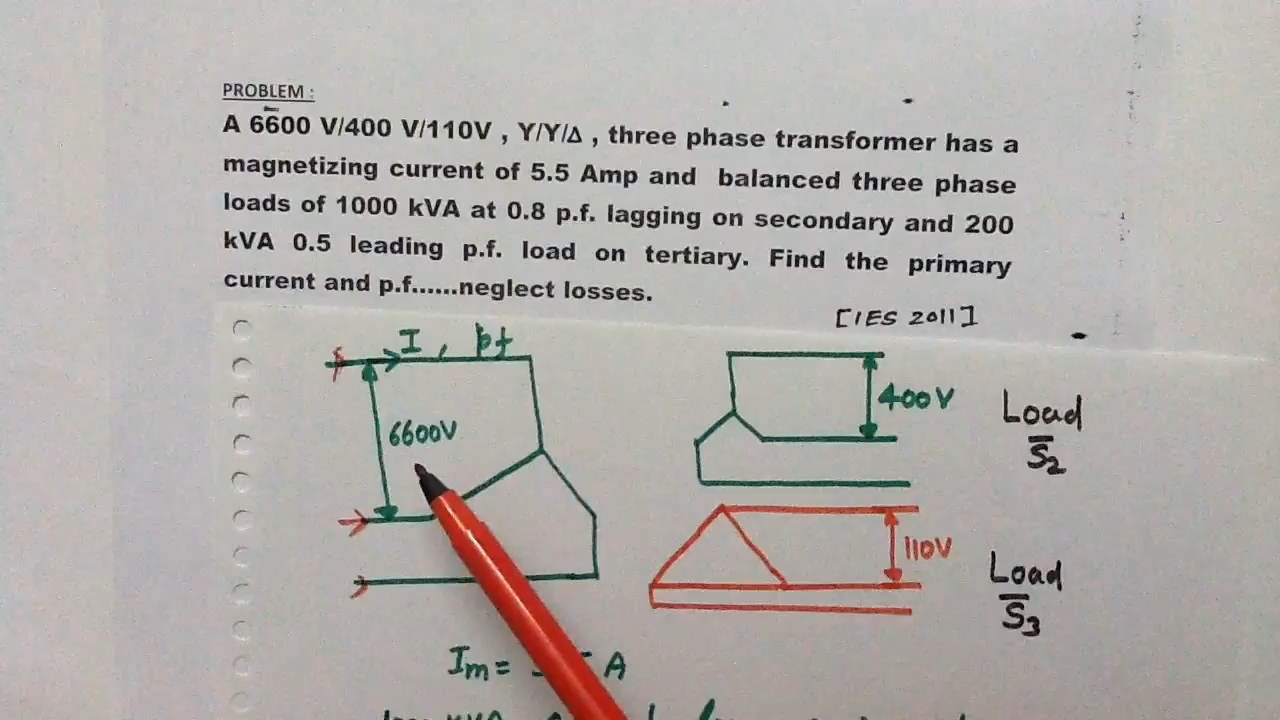 PROBLEM :
A 6600 V/400 V/110V , Y/Y/Δ , three phase transformer has a
magnetizing current of 5.5 Amp and balanced three phase
loads of 1000 kVA at 0.8 p.f. lagging on secondary and 200
kVA 0.5 leading p.f. load on tertiary. Find the primary
current and p.f......neglect losses.
[IES 2011]
I, pf
6600V
400V
Load
S̅2
110V
Load
S̅3
Im = A